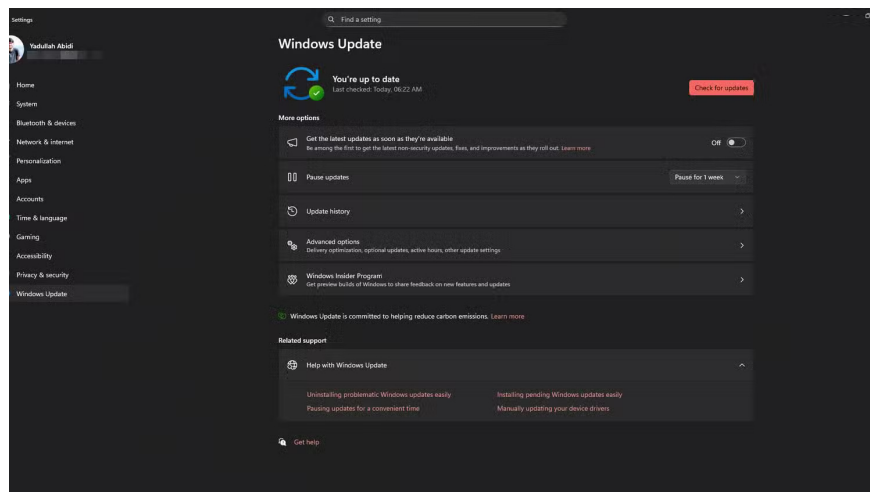 Settings
Find a setting
Yadullah Abidi
Home
System
Bluetooth & devices
Network & internet
Personalization
Apps
Accounts
Time & language
Gaming
Accessibility
Privacy & security
Windows Update
Windows Update
You're up to date
Last checked: Today, 06:22 AM
Check for updates
More options
Get the latest updates as soon as they're available
Be among the first to get the latest non-security updates, fixes, and improvements as they roll out. Learn more
Off
Pause updates
Pause for 1 week
Update history
Advanced options
Delivery optimization, optional updates, active hours, other update settings
Windows Insider Program
Get preview builds of Windows to share feedback on new features and updates
Windows Update is committed to helping reduce carbon emissions. Learn more
Related support
Help with Windows Update
Uninstalling problematic Windows updates easily
Installing pending Windows updates easily
Pausing updates for a convenient time
Manually updating your device drivers
Get help